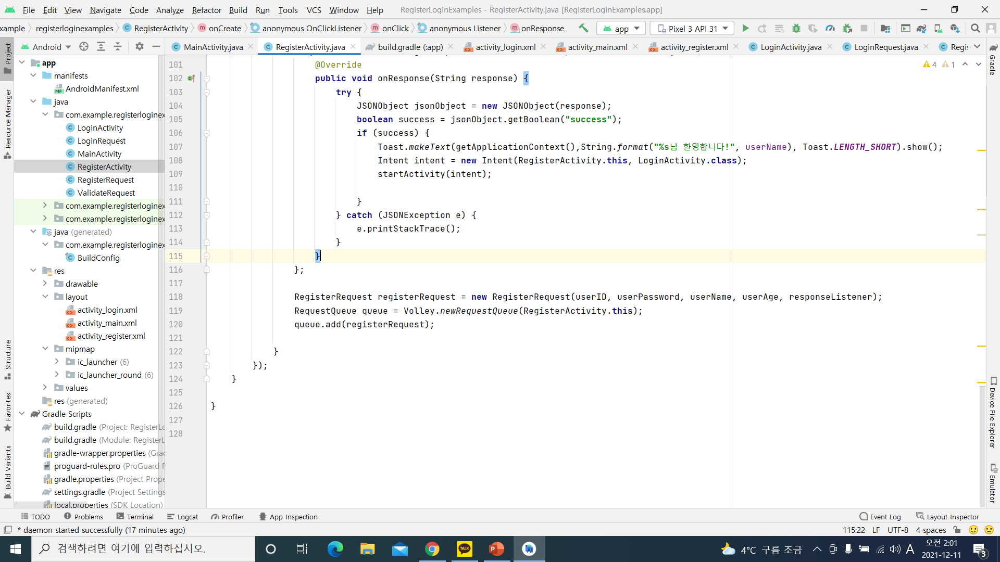 File Edit View Navigate Code Analyze Refactor Build Run Tools VCS Window Help RegisterLoginExamples - RegisterActivity.java [RegisterLoginExamples.app]
xample registerloginexamples RegisterActivity onCreate anonymous OnClickListener onClick anonymous Listener onResponse app Pixel 3 API 31
Android MainActivity.java RegisterActivity.java build.gradle (:app) activity_login.xml activity_main.xml activity_register.xml LoginActivity.java LoginRequest.java Regis
Project
Resource Manager
Structure
Favorites
Build Variants
app
manifests
AndroidManifest.xml
java
com.example.registerloginex
LoginActivity
LoginRequest
MainActivity
RegisterActivity
RegisterRequest
ValidateRequest
com.example.registerloginex
com.example.registerloginex
java (generated)
com.example.registerloginex
BuildConfig
res
drawable
layout
activity_login.xml
activity_main.xml
activity_register.xml
mipmap
ic_launcher (6)
ic_launcher_round (6)
values
res (generated)
Gradle Scripts
build.gradle (Project: RegisterLo
build.gradle (Module: RegisterL
gradle-wrapper.properties (Grad
proguard-rules.pro (ProGuard R
gradle.properties (Project Prope
settings.gradle (Project Settings
local.properties (SDK Location)
4 1
101 @Override
102 public void onResponse(String response) {
103 try {
104 JSONObject jsonObject = new JSONObject(response);
105 boolean success = jsonObject.getBoolean("success");
106 if (success) {
107 Toast.makeText(getApplicationContext(),String.format("%s님 환영합니다!", userName), Toast.LENGTH_SHORT).show();
108 Intent intent = new Intent(RegisterActivity.this, LoginActivity.class);
109 startActivity(intent);
110
111 }
112 } catch (JSONException e) {
113 e.printStackTrace();
114 }
115 }
116 };
117
118 RegisterRequest registerRequest = new RegisterRequest(userID, userPassword, userName, userAge, responseListener);
119 RequestQueue queue = Volley.newRequestQueue(RegisterActivity.this);
120 queue.add(registerRequest);
121
122 }
123 });
124 }
125
126 }
127
128
Gradle
Device File Explorer
Emulator
TODO Problems Terminal Logcat Profiler App Inspection Event Log Layout Inspector
* daemon started successfully (17 minutes ago) 115:22 LF UTF-8 4 spaces
검색하려면 여기에 입력하십시오. TALK 4°C 구름 조금 A 오전 2:01
2021-12-11 3